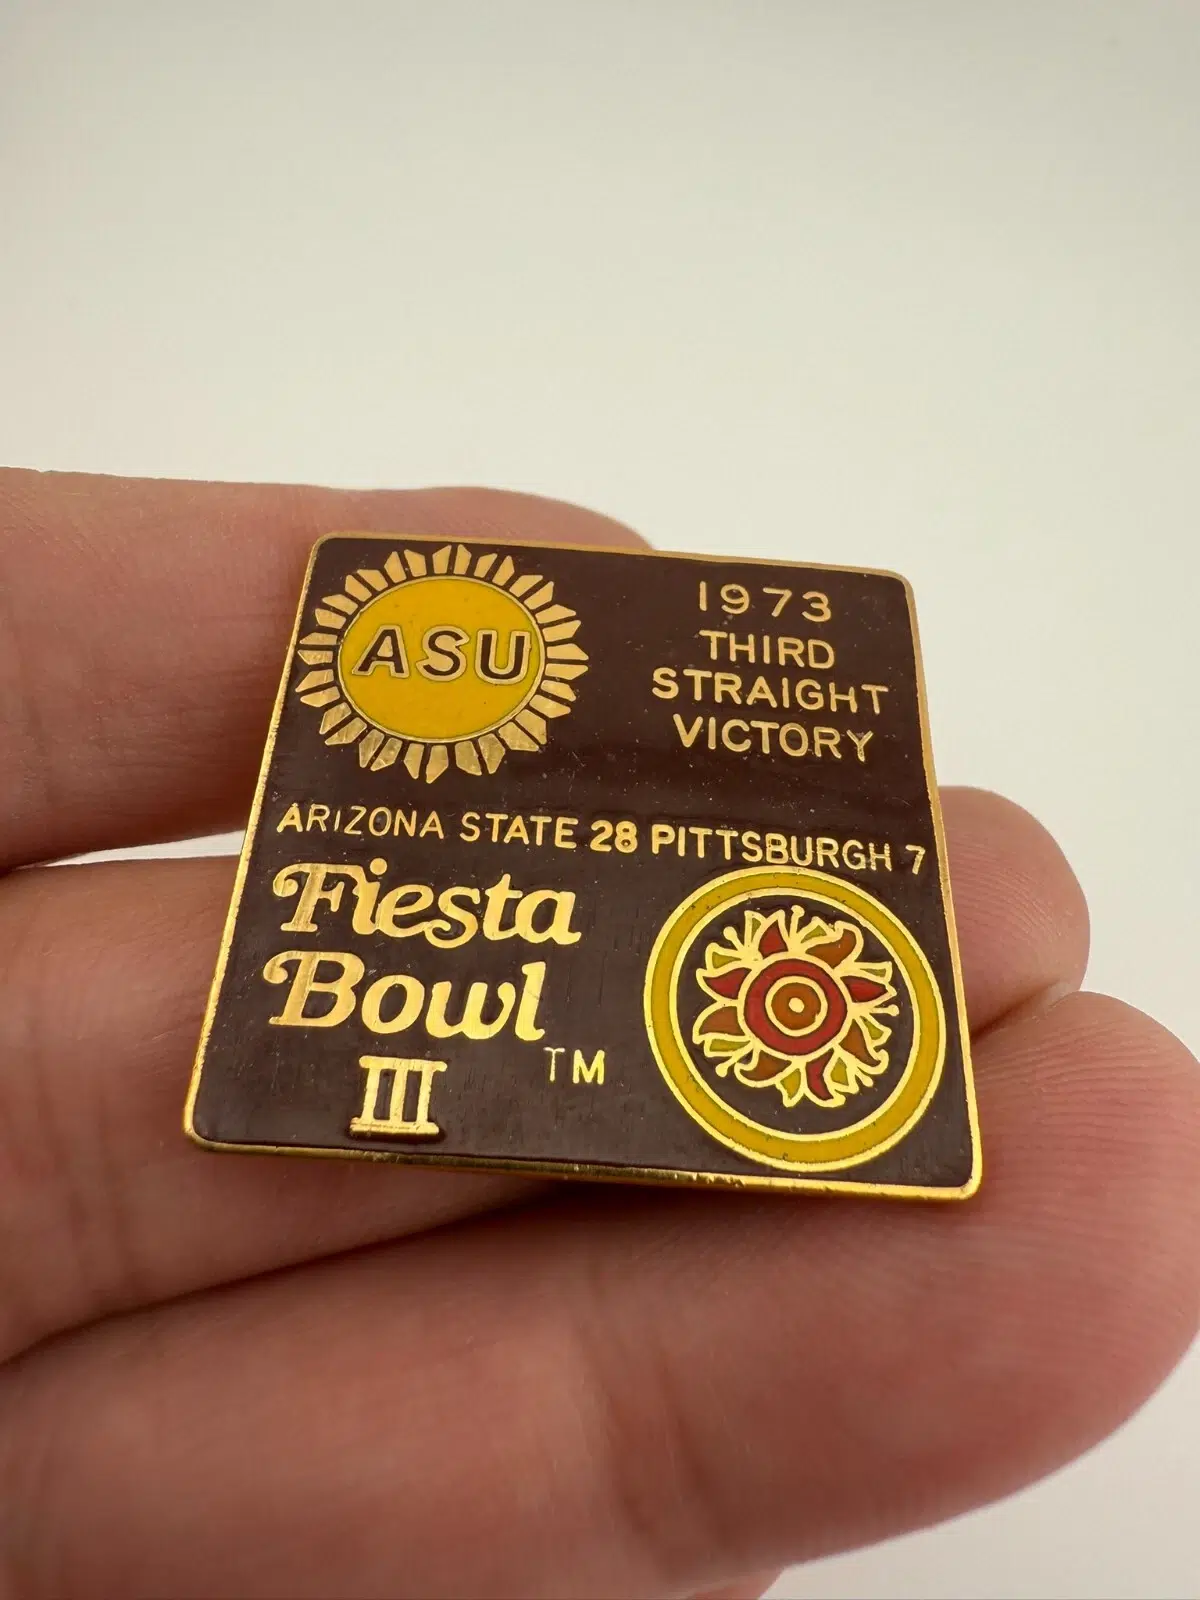 ASU
1973
THIRD
STRAIGHT
VICTORY
ARIZONA STATE 28 PITTSBURGH 7
Fiesta
Bowl
III
TM